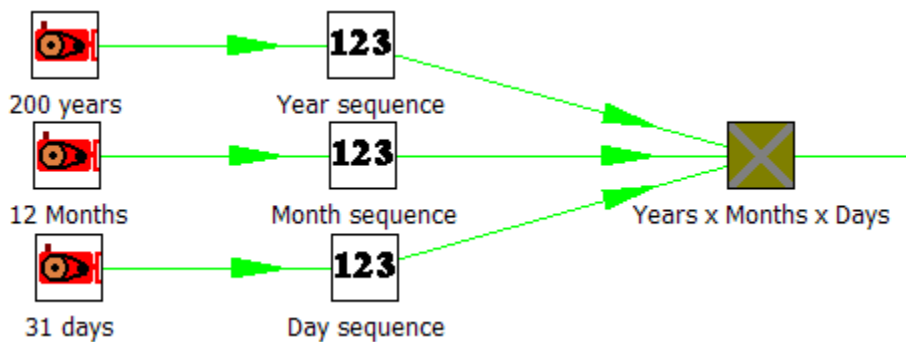 123
200 years
Year sequence
123
12 Months
Month sequence
Years x Months x Days
123
31 days
Day sequence